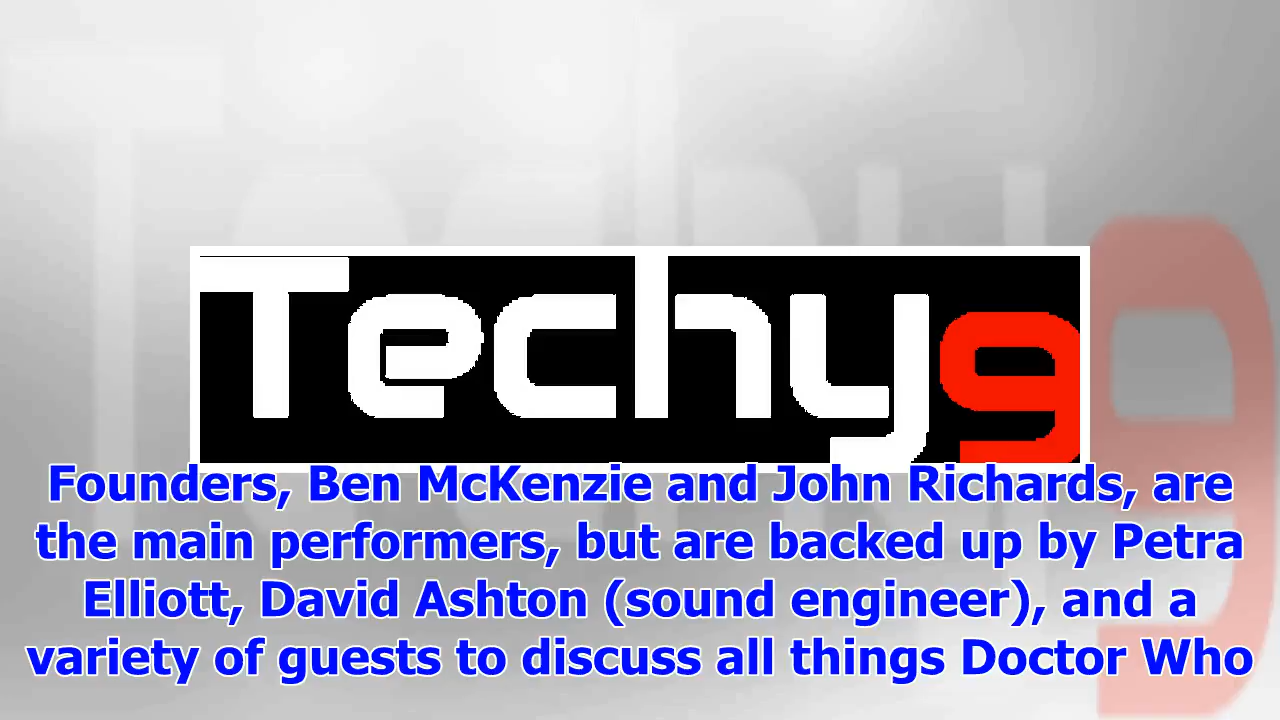 Techy9
Founders, Ben McKenzie and John Richards, are
the main performers, but are backed up by Petra
Elliott, David Ashton (sound engineer), and a
variety of guests to discuss all things Doctor Who